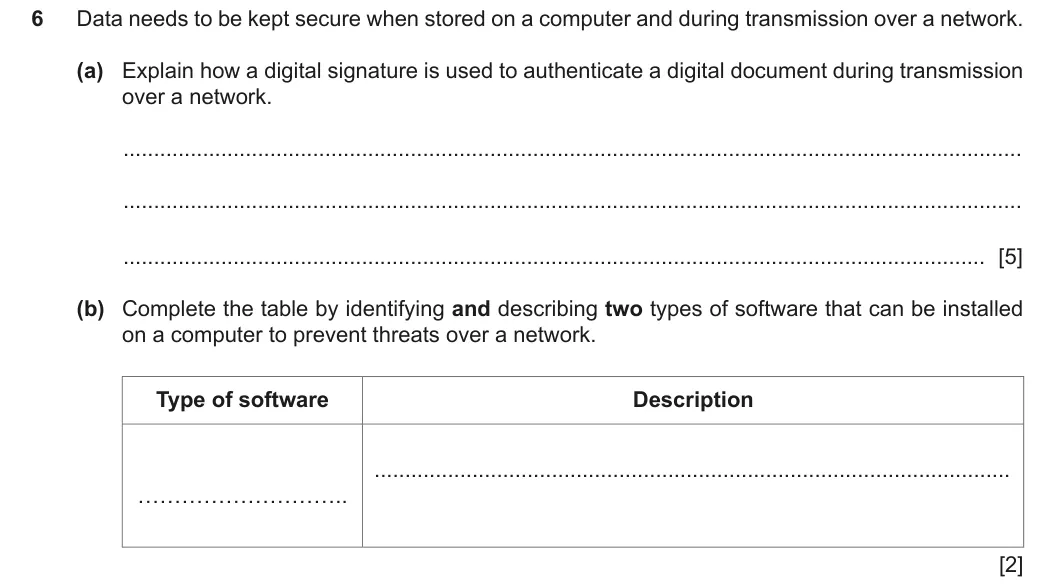 6 Data needs to be kept secure when stored on a computer and during transmission over a network.
(a) Explain how a digital signature is used to authenticate a digital document during transmission
over a network.
..........................................................................................................................................................
..........................................................................................................................................................
.................................................................................................................................................... [5]
(b) Complete the table by identifying and describing two types of software that can be installed
on a computer to prevent threats over a network.
Type of software Description
..............................................................................................................
................................
[2]